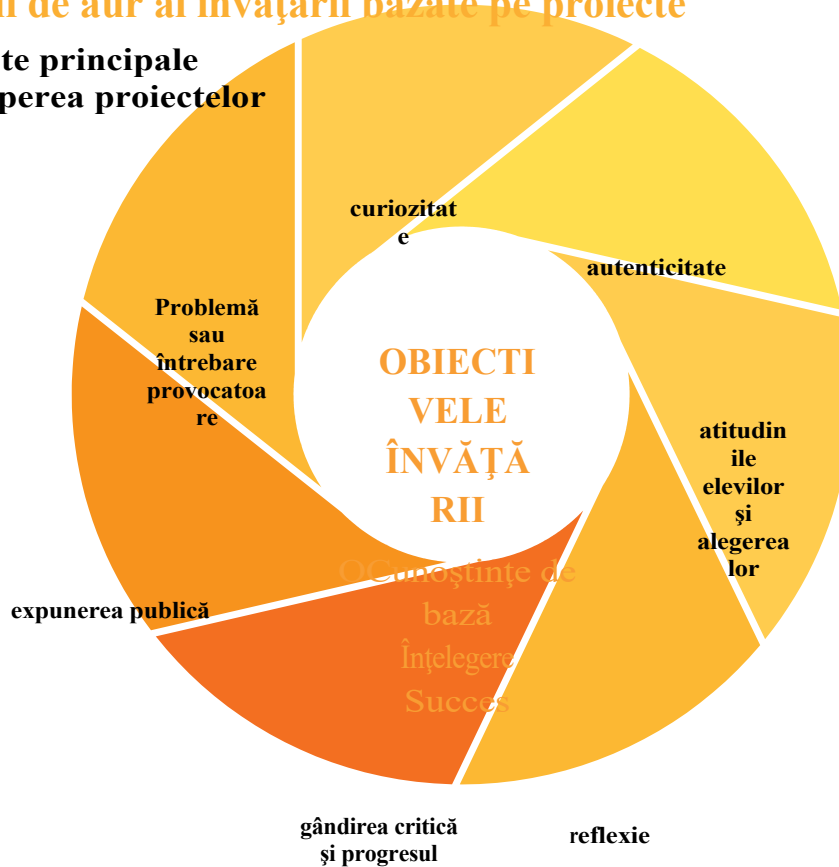 i de aur al învăţării bazate pe proiecte
te principale
perea proiectelor
curiozitat
e
autenticitate
Problemă
sau
întrebare
provocatoa
re
OBIECTI
VELE
ÎNVĂŢĂ
RII
atitudin
ile
elevilor
şi
alegerea
lor
OCunoştinţe de
bază
Înţelegere
Succes
expunerea publică
gândirea critică
şi progresul
reflexie